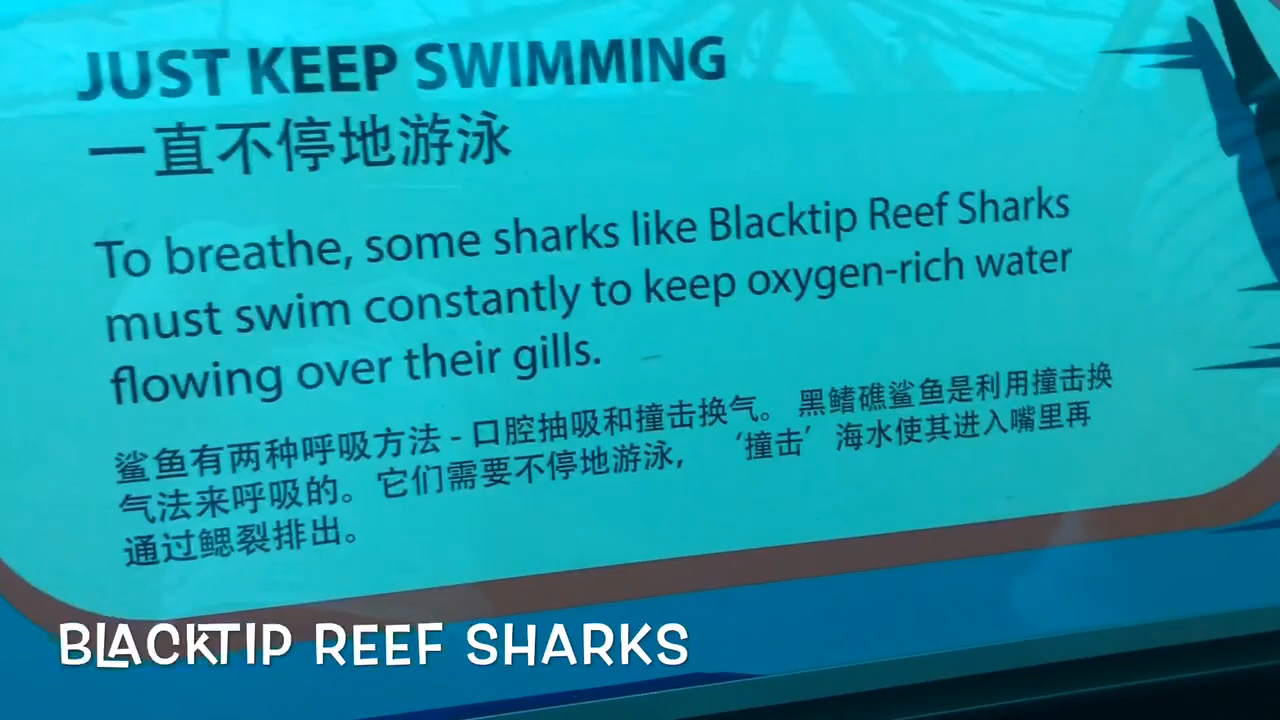 JUST KEEP SWIMMING
一直不停地游泳
To breathe, some sharks like Blacktip Reef Sharks
must swim constantly to keep oxygen-rich water
flowing over their gills.
鲨鱼有两种呼吸方法 - 口腔抽吸和撞击换气。 黑鳍礁鲨鱼是利用撞击换
气法来呼吸的。它们需要不停地游泳， ‘撞击’ 海水使其进入嘴里再
通过鳃裂排出。
BLACKTIP REEF SHARKS